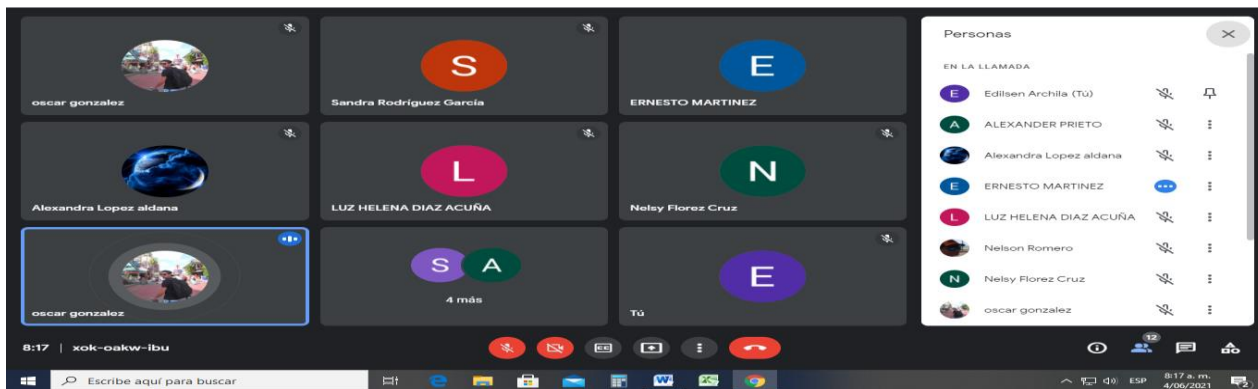 oscar gonzalez
S
Sandra Rodríguez García
E
ERNESTO MARTINEZ
Alexandra Lopez aldana
L
LUZ HELENA DIAZ ACUÑA
N
Nelsy Florez Cruz
oscar gonzalez
S A
4 más
E
Tú
Personas
EN LA LLAMADA
E Edilsen Archila (Tú)
A ALEXANDER PRIETO
Alexandra Lopez aldana
E ERNESTO MARTINEZ
L LUZ HELENA DIAZ ACUÑA
Nelson Romero
N Nelsy Florez Cruz
oscar gonzalez
8:17 | xok-oakw-ibu
CC
12
Escribe aquí para buscar
ESP
8:17 a. m.
4/06/2021